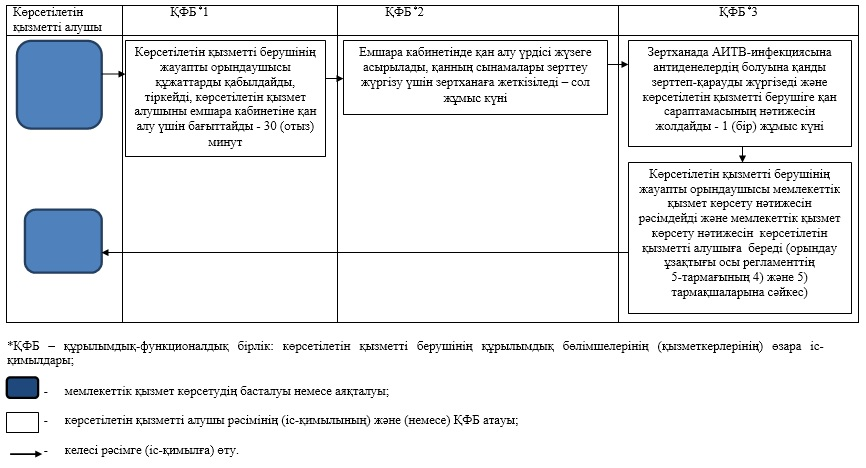 Көрсетілетін
қызметті алушы
ҚФБ*1
ҚФБ*2
ҚФБ*3
Көрсетілетін қызметті берушінің
жауапты орындаушысы
құжаттарды қабылдайды,
тіркейді, көрсетілетін қызмет
алушыны емшара кабинетіне қан
алу үшін бағыттайды - 30 (отыз)
минут
Емшара кабинетінде қан алу үрдісі жүзеге
асырылады, қанның сынамалары зерттеу
жүргізу үшін зертханаға жеткізіледі – сол
жұмыс күні
Зертханада АИТВ-инфекциясына
антиденелердің болуына қанды
зерттеп-қарауды жүргізеді және
көрсетілетін қызметті берушіге қан
сараптамасының нәтижесін
жолдайды - 1 (бір) жұмыс күні
Көрсетілетін қызметті берушінің
жауапты орындаушысы мемлекеттік
қызмет көрсету нәтижесін
рәсімдейді және мемлекеттік қызмет
көрсету нәтижесін көрсетілетін
қызметті алушыға береді (орындау
ұзақтығы осы регламенттің
5-тармағының 4) және 5)
тармақшаларына сәйкес)
*ҚФБ – құрылымдық-функционалдық бірлік: көрсетілетін қызметті берушінің құрылымдық бөлімшелерінің (қызметкерлерінің) өзара іс-
қимылдары;
- мемлекеттік қызмет көрсетудің басталуы немесе аяқталуы;
- көрсетілетін қызметті алушы рәсімінің (іс-қимылының) және (немесе) ҚФБ атауы;
- келесі рәсімге (іс-қимылға) өту.